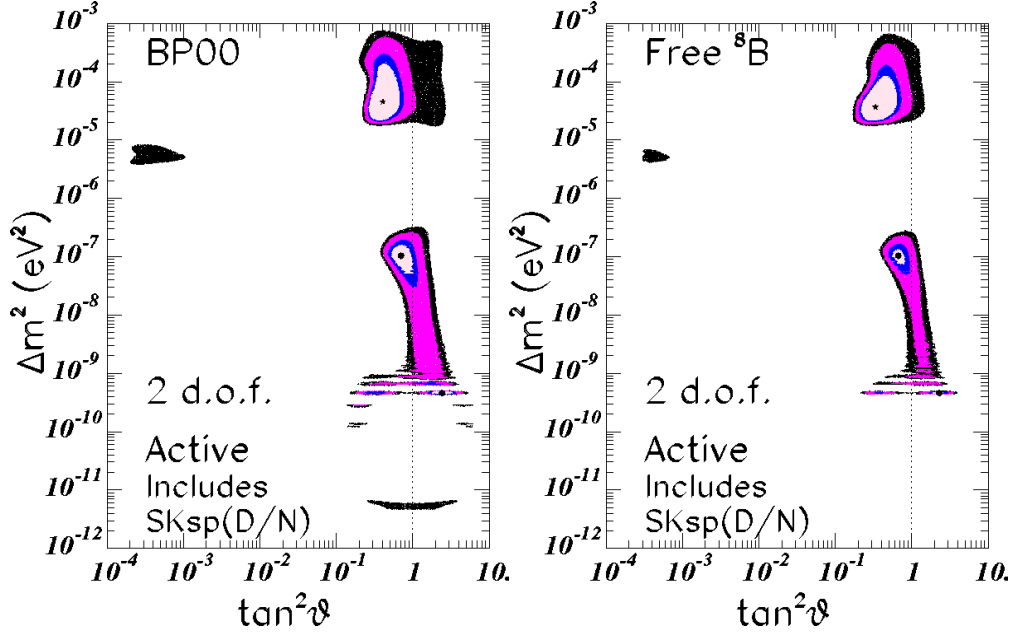 BP00
10⁻³
10⁻⁴
10⁻⁵
10⁻⁶
10⁻⁷
10⁻⁸
10⁻⁹
10⁻¹⁰
10⁻¹¹
10⁻¹²
Δm² (eV²)
2 d.o.f.
Active
Includes
SKsp(D/N)
10⁻⁴ 10⁻³ 10⁻² 10⁻¹ 1 10.
tan²ϑ
Free ⁸B
10⁻³
10⁻⁴
10⁻⁵
10⁻⁶
10⁻⁷
10⁻⁸
10⁻⁹
10⁻¹⁰
10⁻¹¹
10⁻¹²
Δm² (eV²)
2 d.o.f.
Active
Includes
SKsp(D/N)
10⁻⁴ 10⁻³ 10⁻² 10⁻¹ 1 10.
tan²ϑ